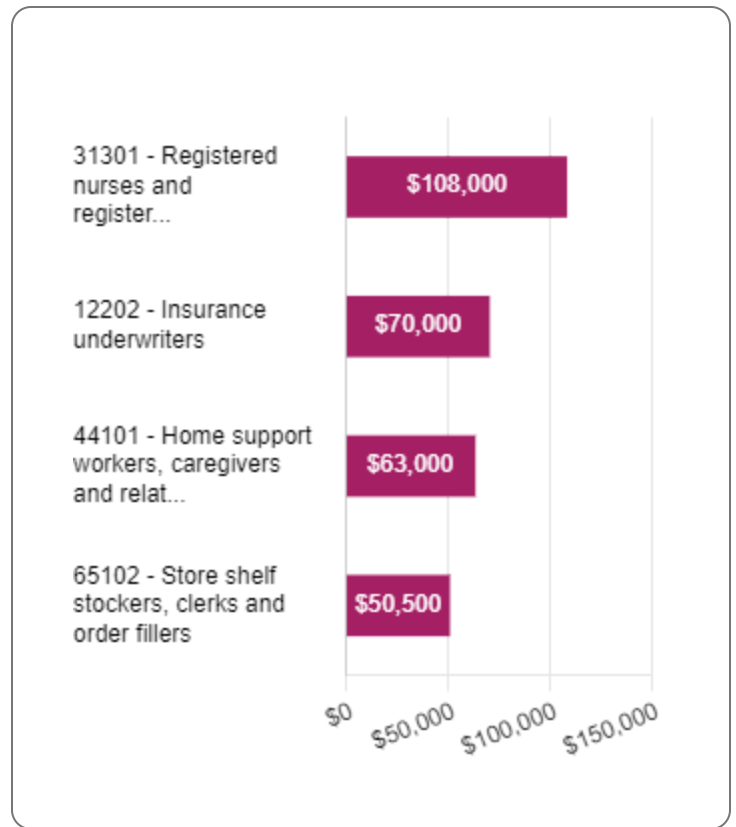 31301 - Registered
nurses and
register...
$108,000
12202 - Insurance
underwriters
$70,000
44101 - Home support
workers, caregivers
and relat...
$63,000
65102 - Store shelf
stockers, clerks and
order fillers
$50,500
$0
$50,000
$100,000
$150,000